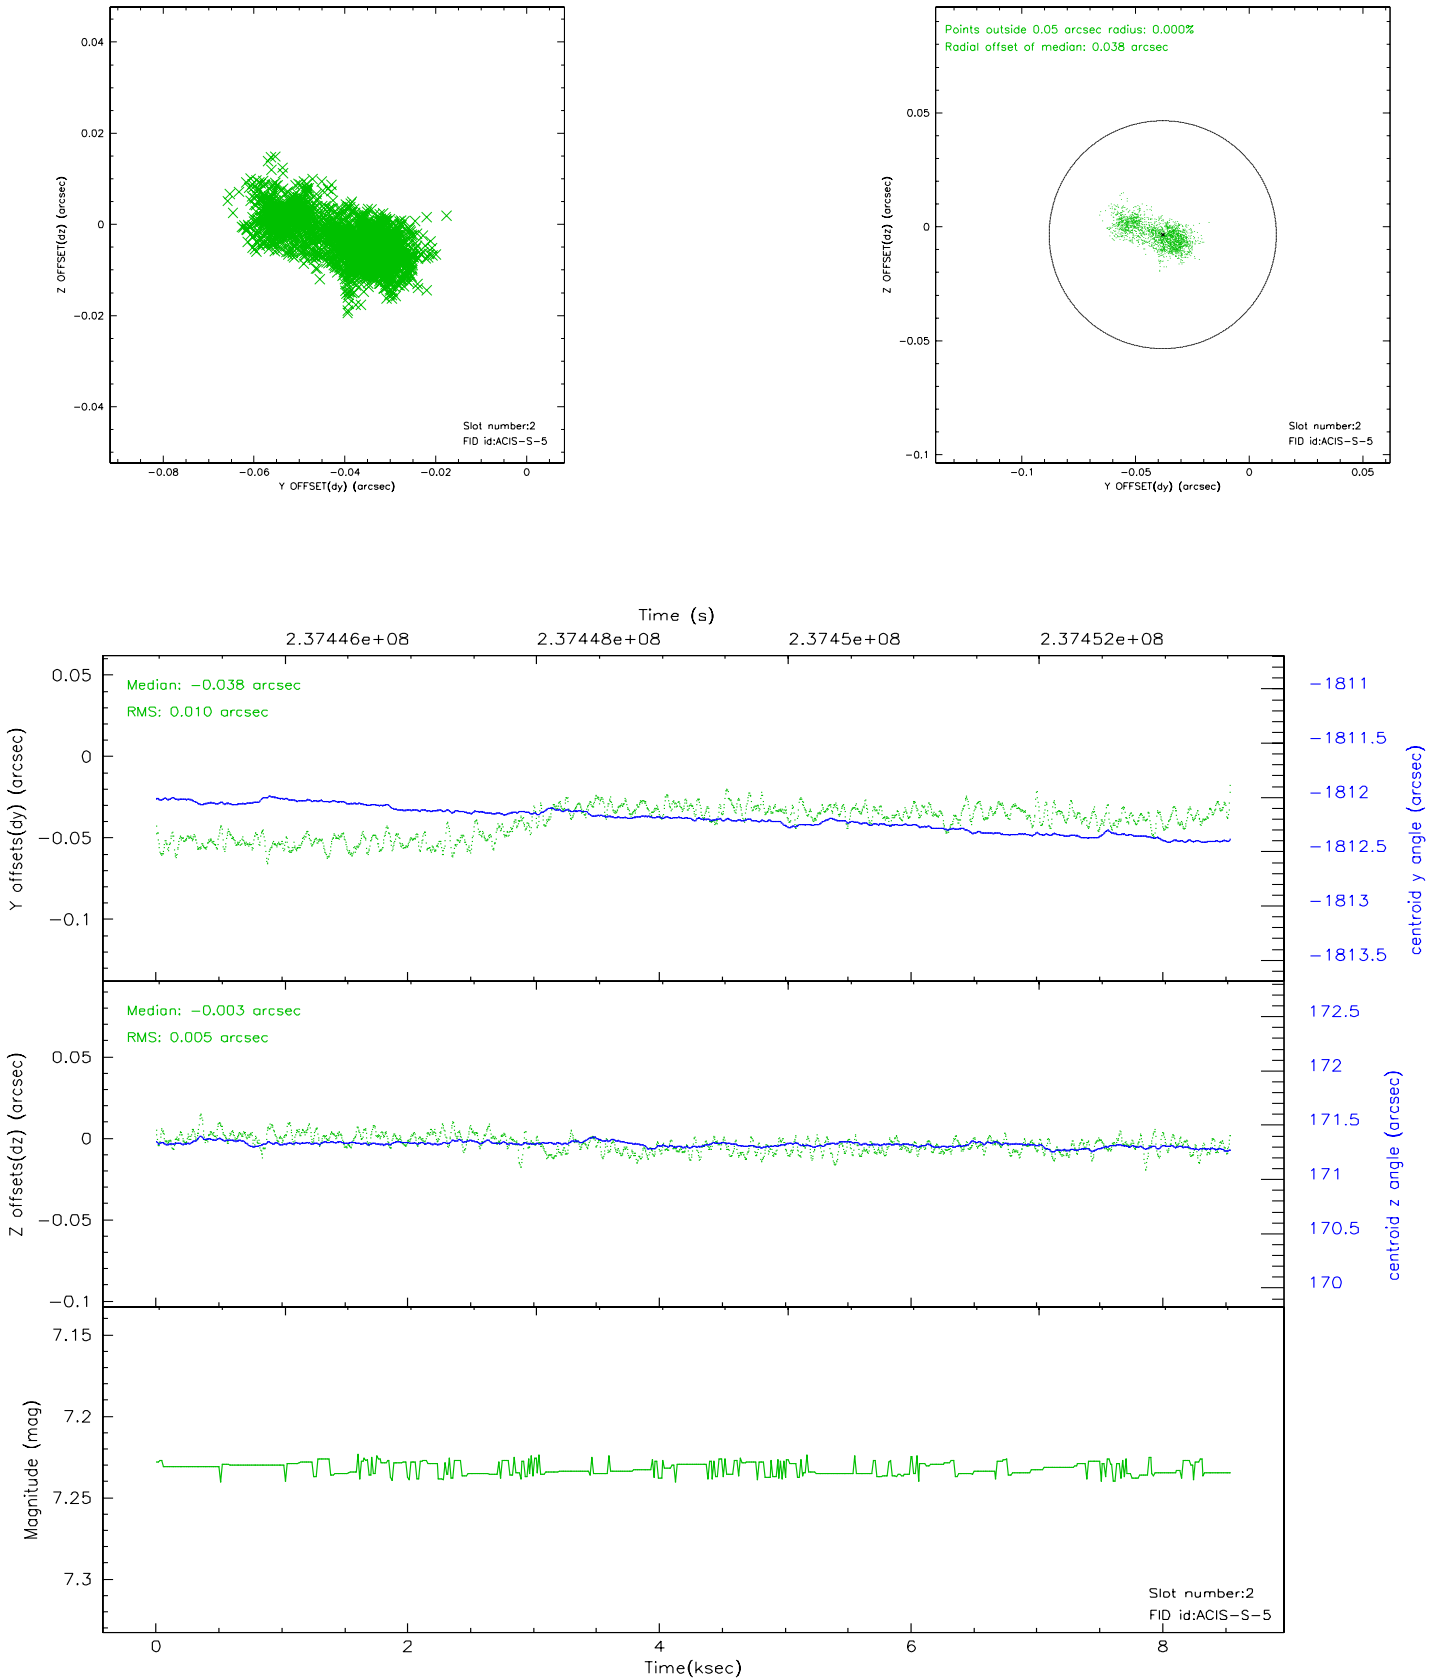 0.04
0.02
0
−0.02
−0.04
Z OFFSET(dz) (arcsec)
Slot number:2
FID id:ACIS−S−5
−0.08
−0.06
−0.04
−0.02
0
Y OFFSET(dy) (arcsec)
Points outside 0.05 arcsec radius: 0.000%
Radial offset of median: 0.038 arcsec
0.05
0
−0.05
−0.1
Z OFFSET(dz) (arcsec)
Slot number:2
FID id:ACIS−S−5
−0.1
−0.05
0
0.05
Y OFFSET(dy) (arcsec)
Time (s)
2.37446e+08
2.37448e+08
2.3745e+08
2.37452e+08
0.05
0
−0.05
−0.1
Y offsets(dy) (arcsec)
Median: −0.038 arcsec
RMS: 0.010 arcsec
−1811
−1811.5
−1812
−1812.5
−1813
−1813.5
centroid y angle (arcsec)
0.05
0
−0.05
−0.1
Z offsets(dz) (arcsec)
Median: −0.003 arcsec
RMS: 0.005 arcsec
172.5
172
171.5
171
170.5
170
centroid z angle (arcsec)
7.15
7.2
7.25
7.3
Magnitude (mag)
Slot number:2
FID id:ACIS−S−5
0
2
4
6
8
Time(ksec)